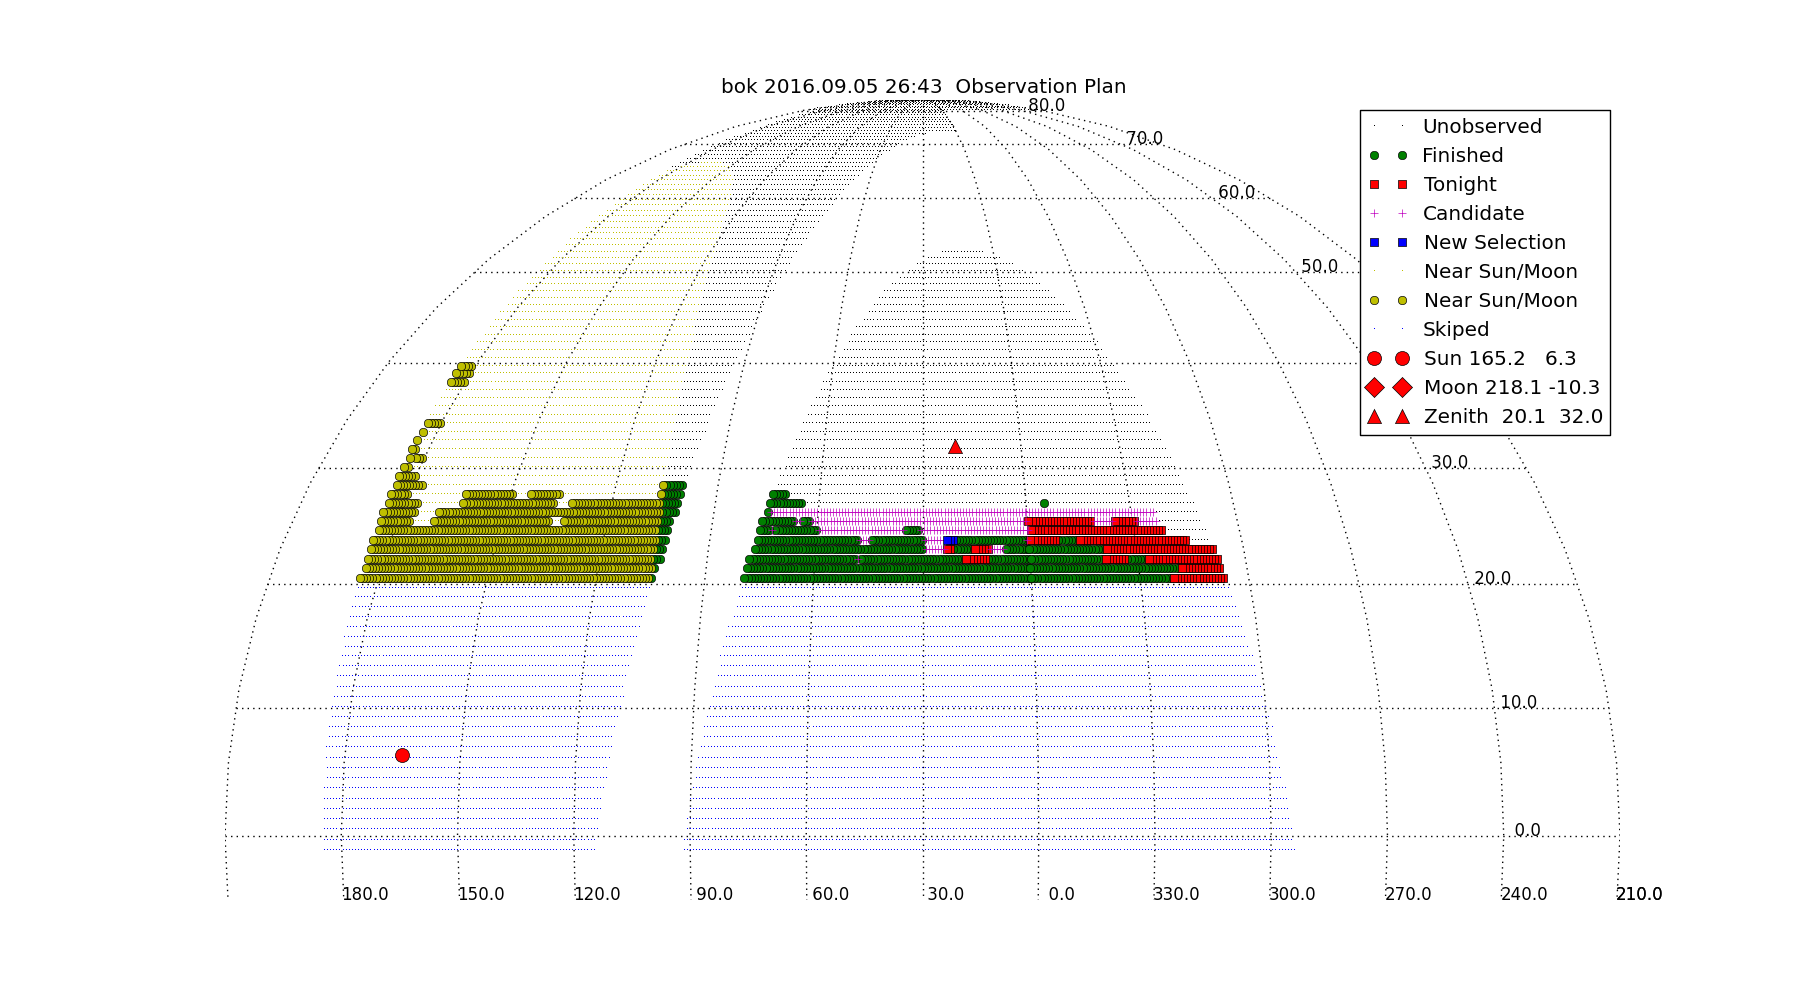 bok 2016.09.05 26:43  Observation Plan
80.0
70.0
60.0
50.0
30.0
20.0
10.0
0.0
180.0 150.0 120.0 90.0 60.0 30.0 0.0 330.0 300.0 270.0 240.0 210.0
Unobserved
Finished
Tonight
Candidate
New Selection
Near Sun/Moon
Near Sun/Moon
Skiped
Sun 165.2   6.3
Moon 218.1 -10.3
Zenith  20.1  32.0